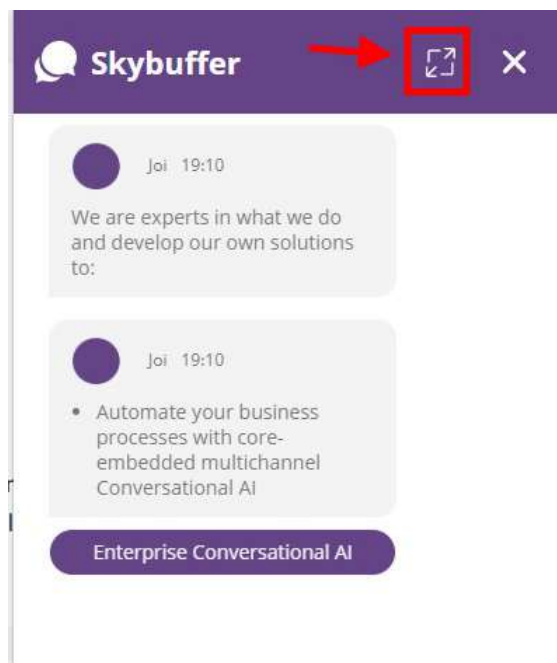 Skybuffer
Joi 19:10
We are experts in what we do
and develop our own solutions
to:
Joi 19:10
• Automate your business
processes with core-
embedded multichannel
Conversational AI
Enterprise Conversational AI